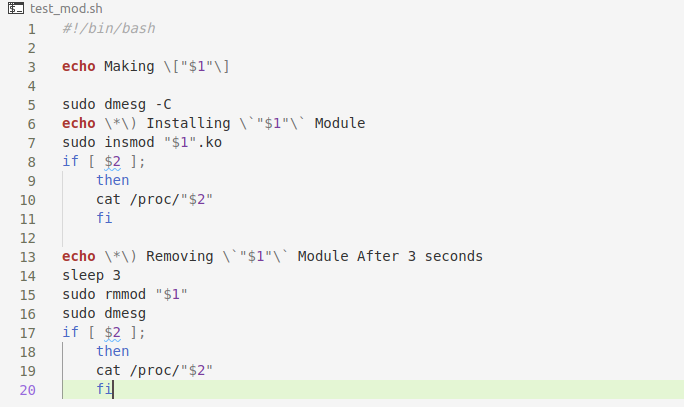 test_mod.sh
1 #!/bin/bash
2
3 echo Making \["$1"\]
4
5 sudo dmesg -C
6 echo \*\) Installing \`"$1"\` Module
7 sudo insmod "$1".ko
8 if [ $2 ];
9     then
10     cat /proc/"$2"
11     fi
12
13 echo \*\) Removing \`"$1"\` Module After 3 seconds
14 sleep 3
15 sudo rmmod "$1"
16 sudo dmesg
17 if [ $2 ];
18     then
19     cat /proc/"$2"
20     fi